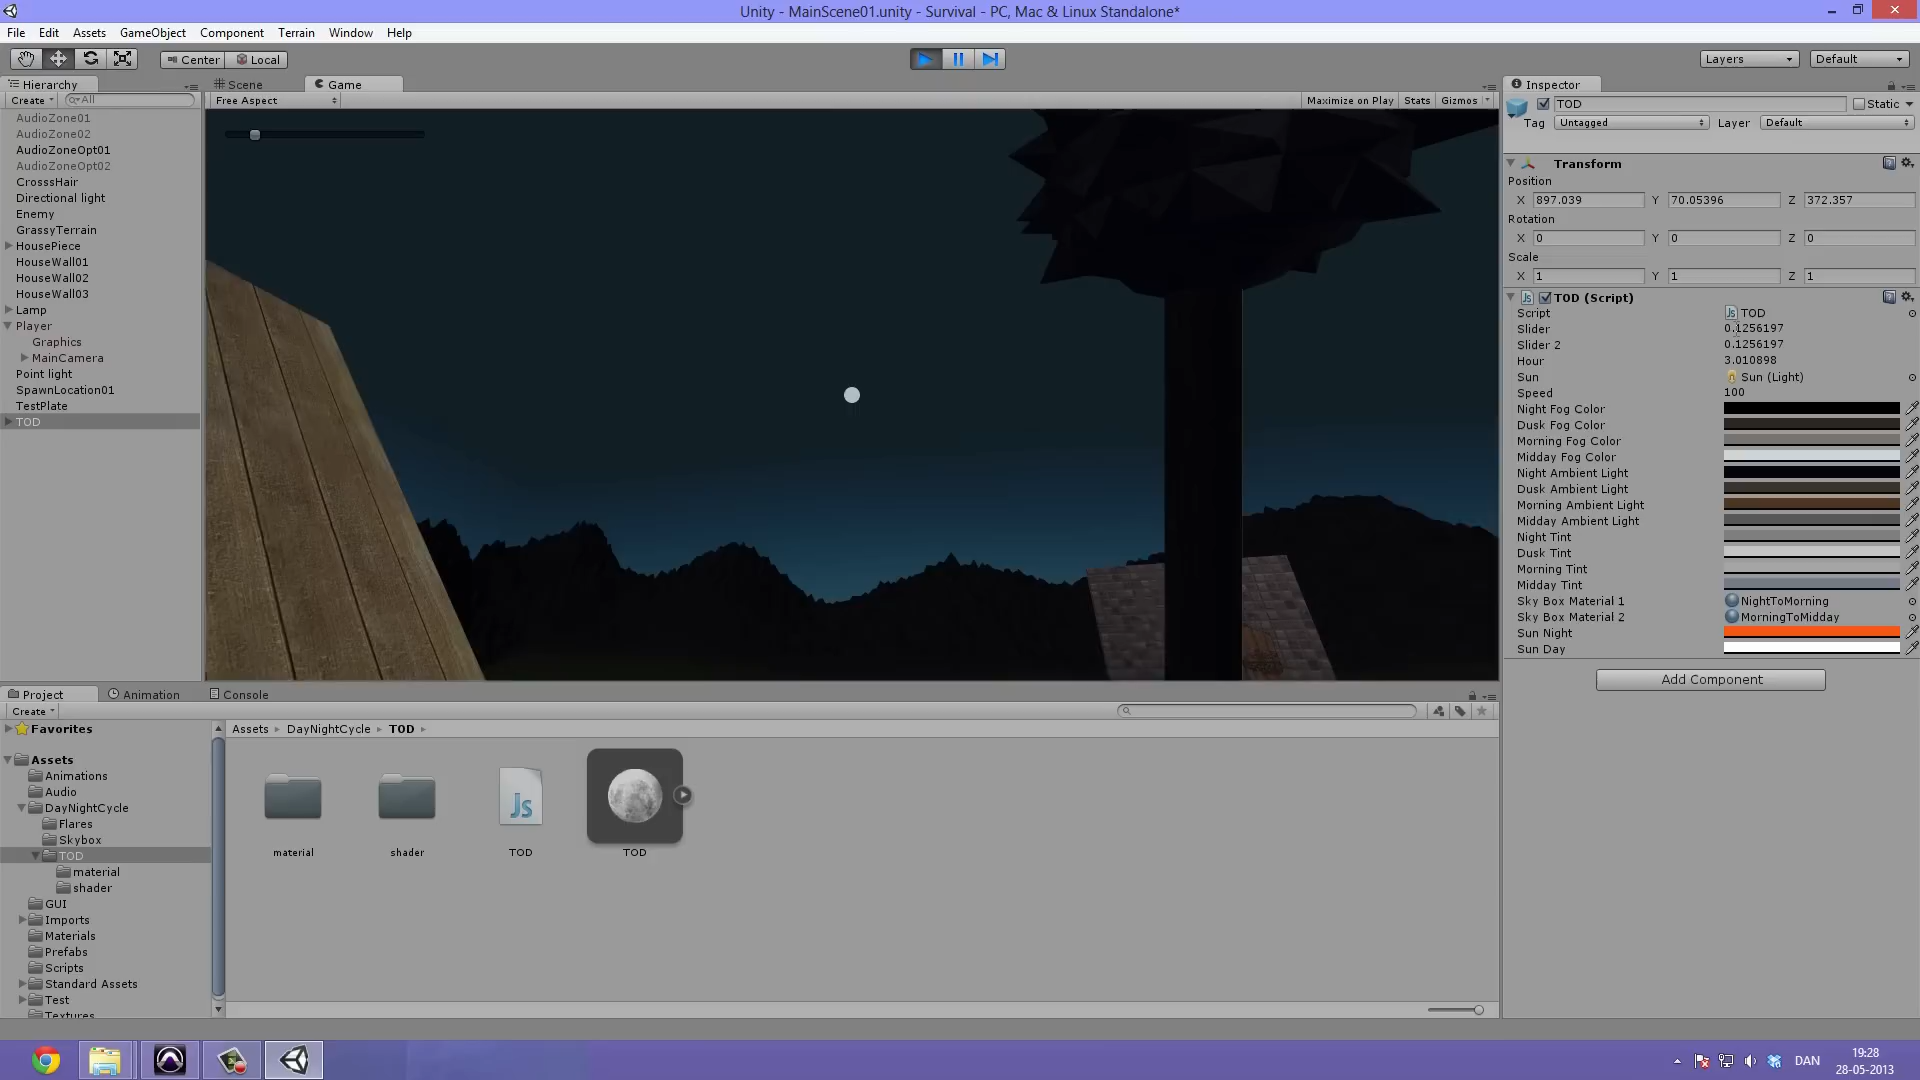 Unity - MainScene01.unity - Survival - PC, Mac & Linux Standalone*
File Edit Assets GameObject Component Terrain Window Help
Center Local
Layers
Default
Hierarchy
Create All
AudioZone01
AudioZone02
AudioZoneOpt01
AudioZoneOpt02
CrosssHair
Directional light
Enemy
GrassyTerrain
HousePiece
HouseWall01
HouseWall02
HouseWall03
Lamp
Player
Graphics
MainCamera
Point light
SpawnLocation01
TestPlate
TOD
Scene Game
Free Aspect
Maximize on Play Stats Gizmos
Inspector
TOD
Static
Tag Untagged Layer Default
Transform
Position
X 897.039 Y 70.05396 Z 372.357
Rotation
X 0 Y 0 Z 0
Scale
X 1 Y 1 Z 1
Js TOD (Script)
Script Js TOD
Slider 0.1256197
Slider 2 0.1256197
Hour 3.010898
Sun Sun (Light)
Speed 100
Night Fog Color
Dusk Fog Color
Morning Fog Color
Midday Fog Color
Night Ambient Light
Dusk Ambient Light
Morning Ambient Light
Midday Ambient Light
Night Tint
Dusk Tint
Morning Tint
Midday Tint
Sky Box Material 1 NightToMorning
Sky Box Material 2 MorningToMidday
Sun Night
Sun Day
Add Component
Project Animation Console
Create
Favorites
Assets
Animations
Audio
DayNightCycle
Flares
Skybox
TOD
material
shader
GUI
Imports
Materials
Prefabs
Scripts
Standard Assets
Test
Textures
Assets DayNightCycle TOD
Js
material shader TOD TOD
DAN
19:28
28-05-2013